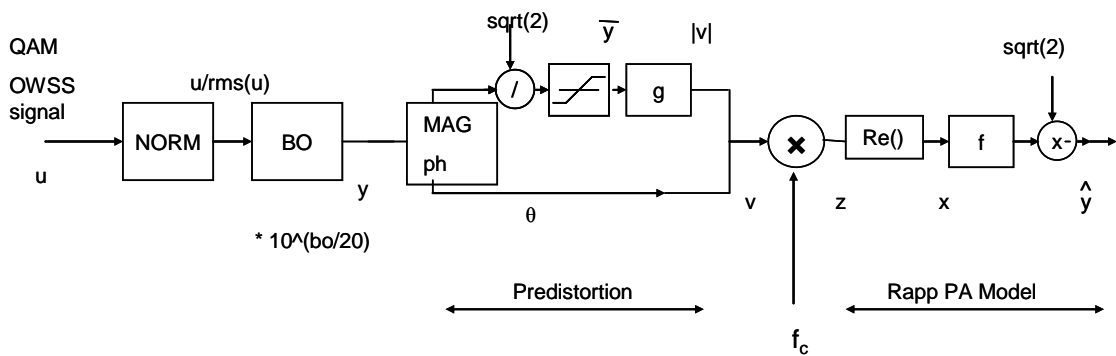 QAM
OWSS
signal
u
NORM
u/rms(u)
BO
* 10^(bo/20)
y
MAG
ph
θ
sqrt(2)
/
y̅
g
|v|
v
×
f_c
z
Re()
x
f
sqrt(2)
x-
ŷ
Predistortion
Rapp PA Model